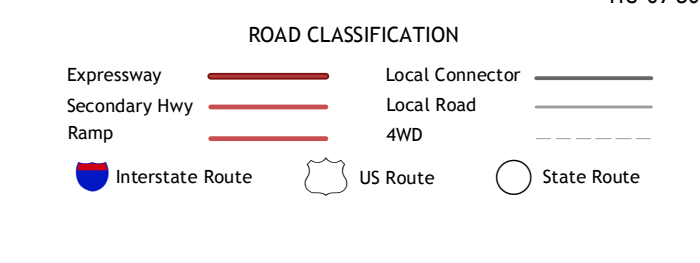 ROAD CLASSIFICATION
Expressway
Local Connector
Secondary Hwy
Local Road
Ramp
4WD
Interstate Route
US Route
State Route